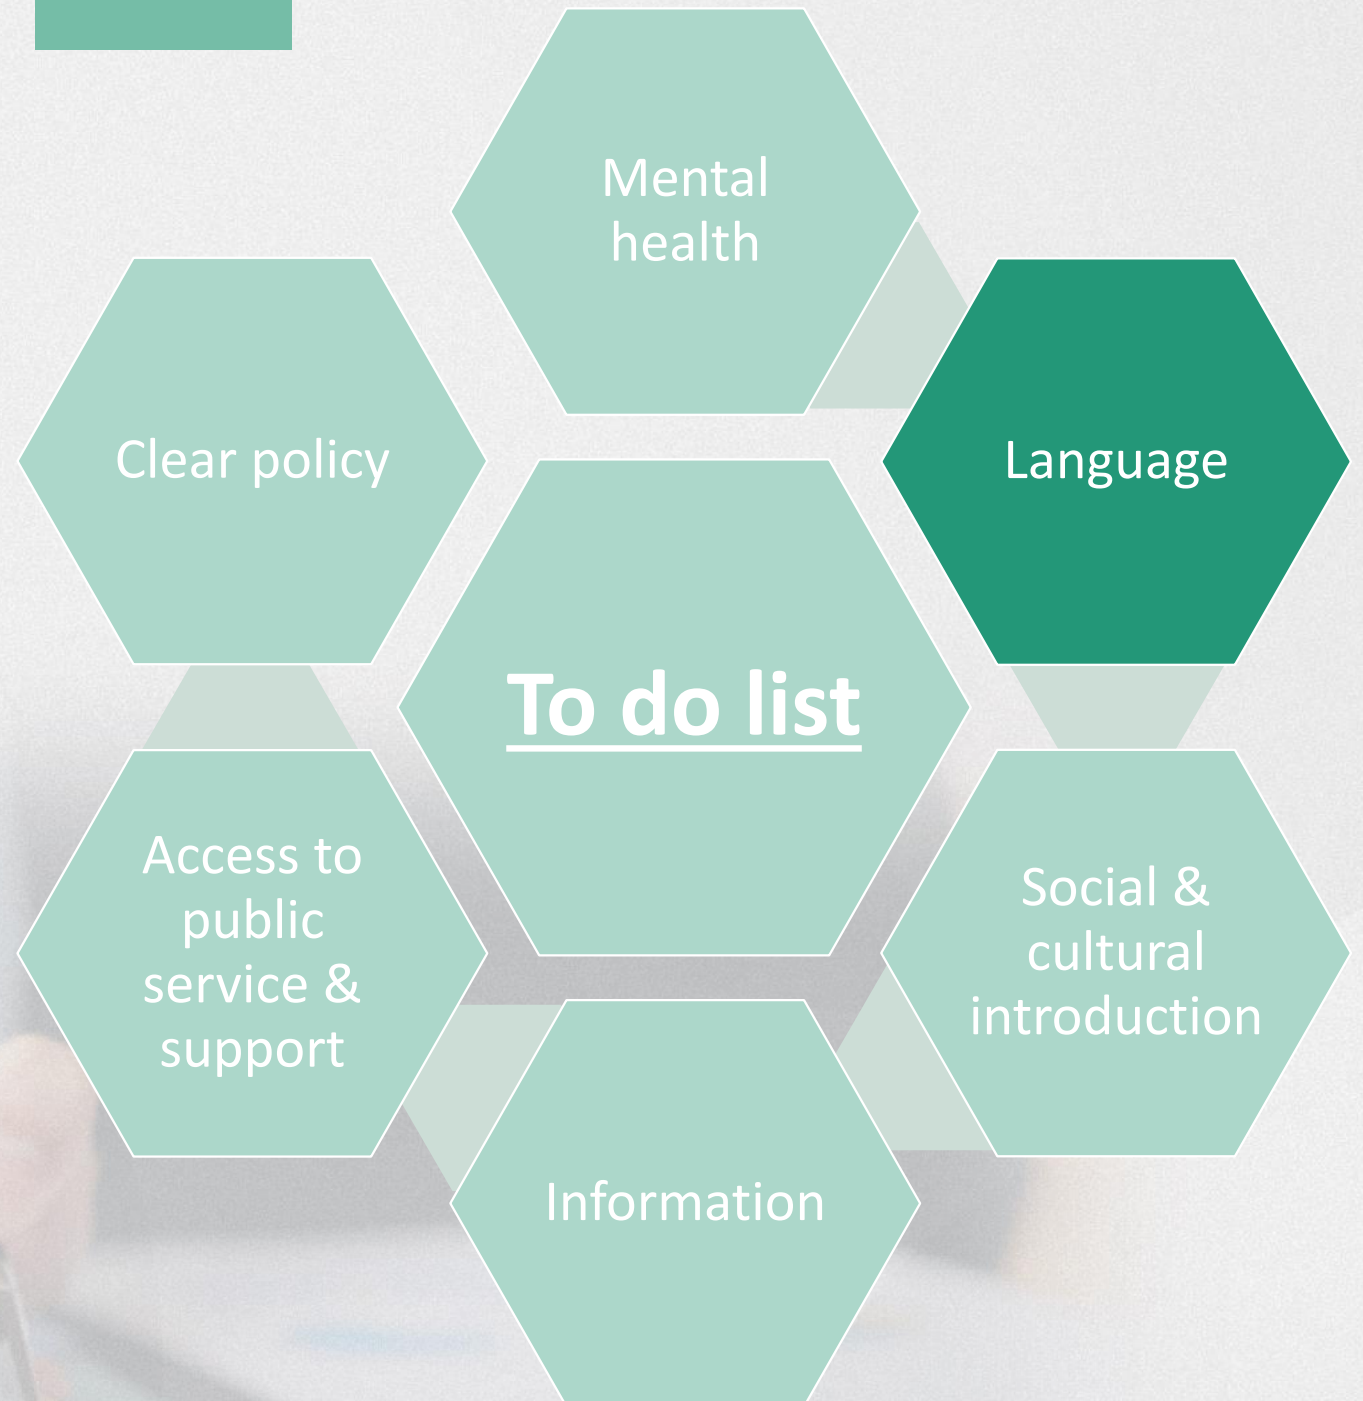 Mental
health
Language
Social &
cultural
introduction
Information
Access to
public
service &
support
Clear policy
To do list